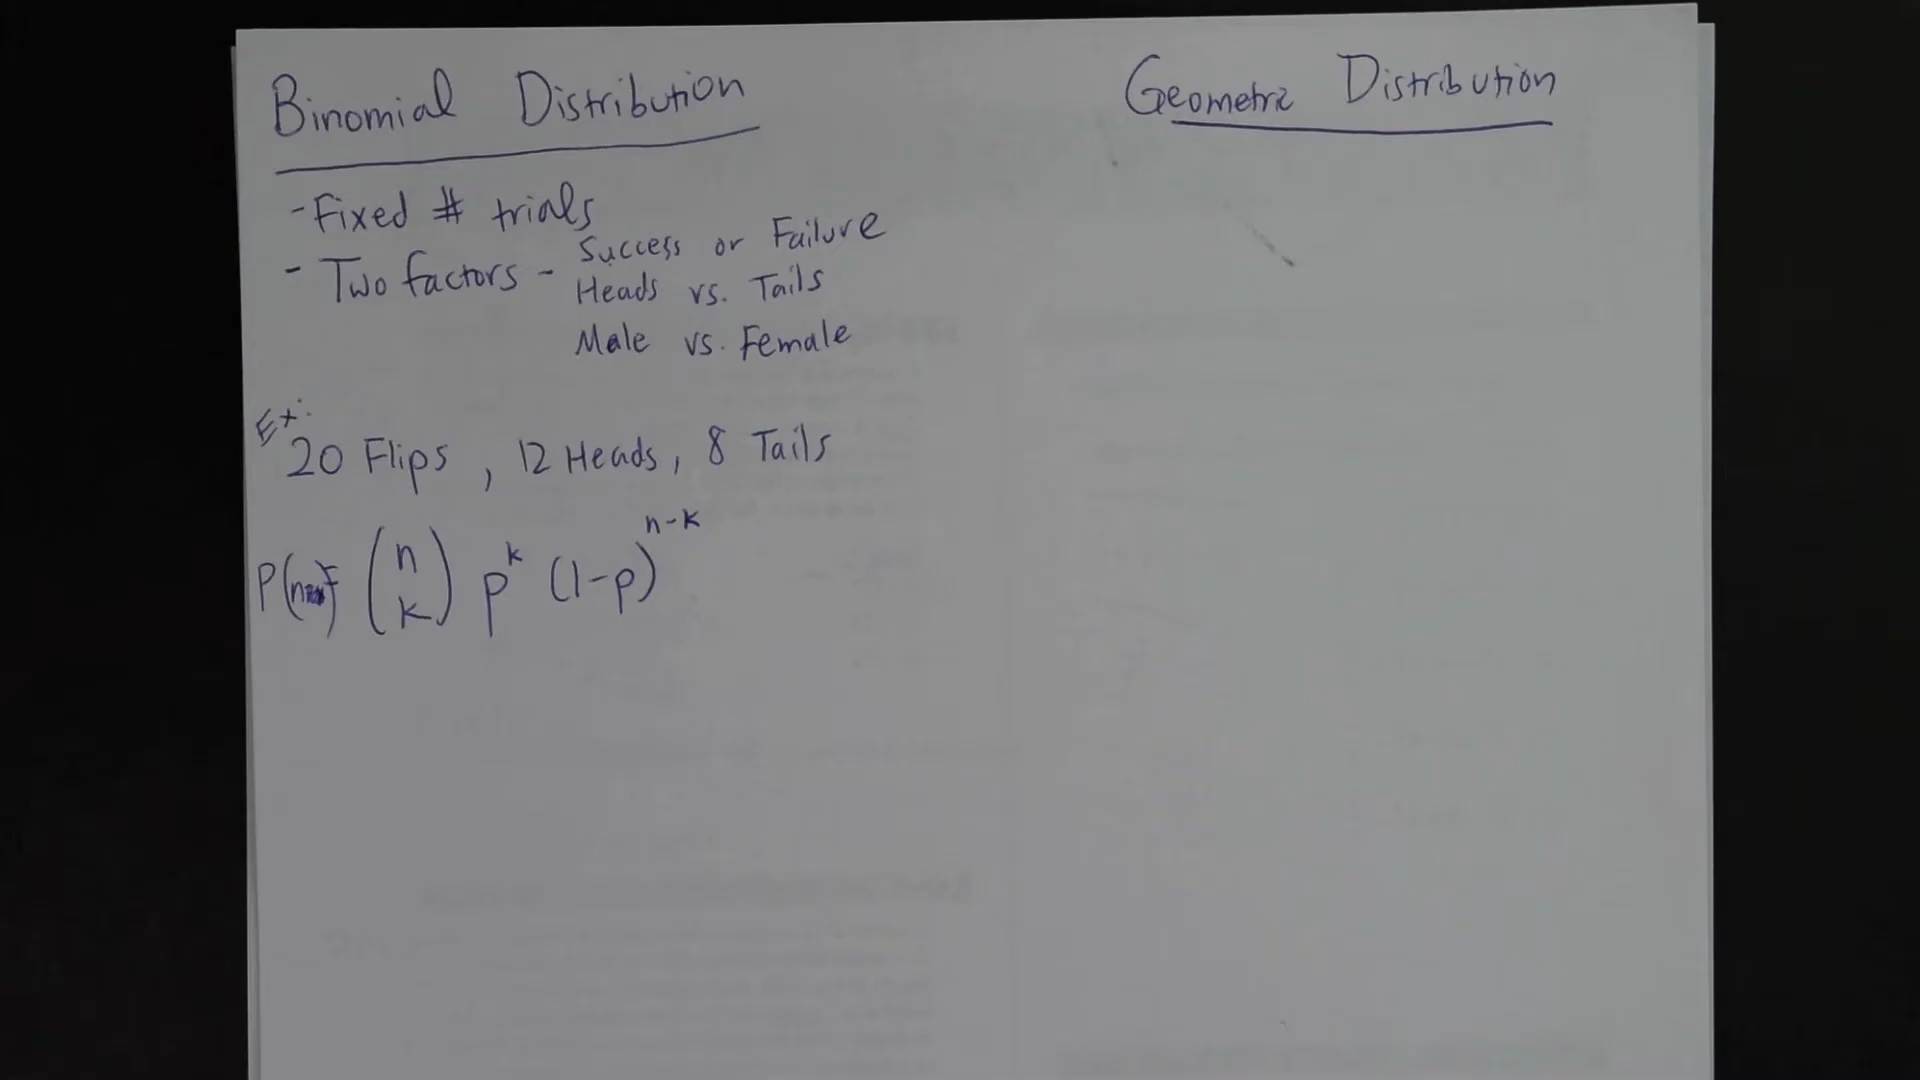 Binomial Distribution
- Fixed # trials
- Two factors - Success or Failure
Heads vs. Tails
Male vs. Female
Ex:
20 Flips, 12 Heads, 8 Tails
P(n)= (n k) p^k (1-p)^n-k
Geometric Distribution